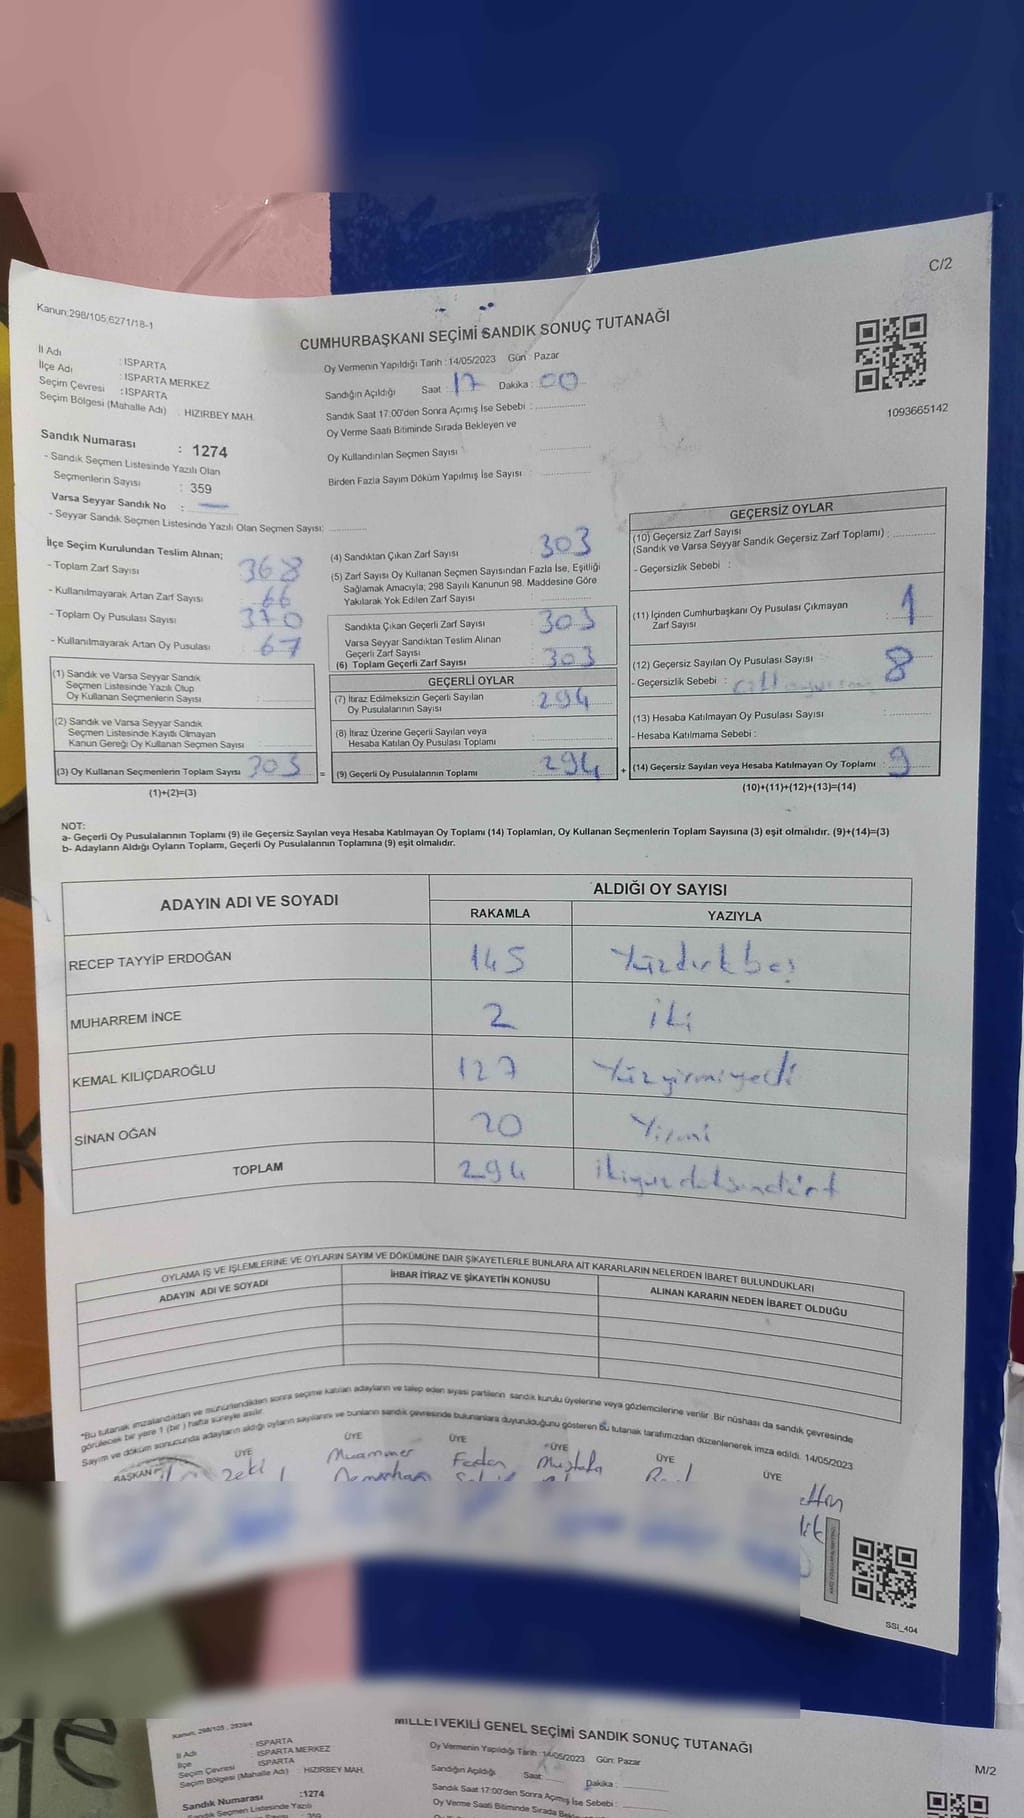 C/2
Kanun;298/105,6271/18-1
CUMHURBAŞKANI SEÇİMİ SANDIK SONUÇ TUTANAĞI
İl Adı : ISPARTA
İlçe Adı : ISPARTA MERKEZ
Seçim Çevresi : ISPARTA
Seçim Bölgesi (Mahalle Adı) : HIZIRBEY MAH.
Oy Vermenin Yapıldığı Tarih : 14/05/2023 Gün : Pazar
Sandığın Açıldığı Saat : 17 Dakika : 00
Sandık Saat 17:00'den Sonra Açımış İse Sebebi :
Oy Verme Saati Bitiminde Sırada Bekleyen ve
Oy Kullandırılan Seçmen Sayısı
Birden Fazla Sayım Döküm Yapılmış İse Sayısı :
1093665142
Sandık Numarası : 1274
- Sandık Seçmen Listesinde Yazılı Olan
Seçmenlerin Sayısı : 359
Varsa Seyyar Sandık No : —
- Seyyar Sandık Seçmen Listesinde Yazılı Olan Seçmen Sayısı:
İlçe Seçim Kurulundan Teslim Alınan;
- Toplam Zarf Sayısı 368
- Kullanılmayarak Artan Zarf Sayısı 66
- Toplam Oy Pusulası Sayısı 370
- Kullanılmayarak Artan Oy Pusulası 67
(1) Sandık ve Varsa Seyyar Sandık
Seçmen Listesinde Yazılı Olup
Oy Kullanan Seçmenlerin Sayısı
(2) Sandık ve Varsa Seyyar Sandık
Seçmen Listesinde Kayıtlı Olmayan
Kanun Gereği Oy Kullanan Seçmen Sayısı
(3) Oy Kullanan Seçmenlerin Toplam Sayısı 303
(1)+(2)=(3)
(4) Sandıktan Çıkan Zarf Sayısı 303
(5) Zarf Sayısı Oy Kullanan Seçmen Sayısından Fazla İse, Eşitliği
Sağlamak Amacıyla; 298 Sayılı Kanunun 98. Maddesine Göre
Yakılarak Yok Edilen Zarf Sayısı
Sandıkta Çıkan Geçerli Zarf Sayısı 303
Varsa Seyyar Sandıktan Teslim Alınan
Geçerli Zarf Sayısı
(6) Toplam Geçerli Zarf Sayısı 303
GEÇERLİ OYLAR
(7) İtiraz Edilmeksizin Geçerli Sayılan
Oy Pusulalarının Sayısı 294
(8) İtiraz Üzerine Geçerli Sayılan veya
Hesaba Katılan Oy Pusulası Toplamı
= (9) Geçerli Oy Pusulalarının Toplamı 294 +
GEÇERSİZ OYLAR
(10) Geçersiz Zarf Sayısı
(Sandık ve Varsa Seyyar Sandık Geçersiz Zarf Toplamı) :
- Geçersizlik Sebebi :
(11) İçinden Cumhurbaşkanı Oy Pusulası Çıkmayan
Zarf Sayısı 1
(12) Geçersiz Sayılan Oy Pusulası Sayısı 8
- Geçersizlik Sebebi :
(13) Hesaba Katılmayan Oy Pusulası Sayısı
- Hesaba Katılmama Sebebi :
(14) Geçersiz Sayılan veya Hesaba Katılmayan Oy Toplamı : 9
(10)+(11)+(12)+(13)=(14)
NOT:
a- Geçerli Oy Pusulalarının Toplamı (9) ile Geçersiz Sayılan veya Hesaba Katılmayan Oy Toplamı (14) Toplamları, Oy Kullanan Seçmenlerin Toplam Sayısına (3) eşit olmalıdır. (9)+(14)=(3)
b- Adayların Aldığı Oyların Toplamı, Geçerli Oy Pusulalarının Toplamına (9) eşit olmalıdır.
ADAYIN ADI VE SOYADI
ALDIĞI OY SAYISI
RAKAMLA YAZIYLA
RECEP TAYYİP ERDOĞAN 145 Yüzdırkbeş
MUHARREM İNCE 2 iki
KEMAL KILIÇDAROĞLU 127 Yüzyirmiyedi
SİNAN OĞAN 20 Yirmi
TOPLAM 294 ikiyuzdoksandört
OYLAMA İŞ VE İŞLEMLERİNE VE OYLARIN SAYIM VE DÖKÜMÜNE DAİR ŞİKAYETLERLE BUNLARA AİT KARARLARIN NELERDEN İBARET BULUNDUKLARI
ADAYIN ADI VE SOYADI İHBAR İTİRAZ VE ŞİKAYETİN KONUSU ALINAN KARARIN NEDEN İBARET OLDUĞU
"Bu tutanak imzalandıktan ve mühürlendikten sonra seçime katılan adayların ve talep eden siyasi partilerin sandık kurulu üyelerine veya gözlemcilerine verilir. Bir nüshası da sandık çevresinde
görülecek bir yere 1 (bir) hafta süreyle asılır.
Sayım ve döküm sonucunda adayların aldığı oyların sayılarını ve bunların sandık çevresinde bulunanlara duyurulduğunu gösteren bu tutanak tarafımızdan düzenlenerek imza edildi. 14/05/2023
BAŞKAN ÜYE ÜYE ÜYE ÜYE ÜYE ÜYE
Zeki Muammer Mustafa
SSI_404
MİLLETVEKİLİ GENEL SEÇİMİ SANDIK SONUÇ TUTANAĞI
M/2
Kanun; 298/105, 2839/4
İl Adı : ISPARTA
İlçe : ISPARTA MERKEZ
Seçim Çevresi : ISPARTA
Seçim Bölgesi (Mahalle Adı) : HIZIRBEY MAH.
Oy Vermenin Yapıldığı Tarih : 14/05/2023 Gün: Pazar
Sandığın Açıldığı Saat: Dakika :
Sandık Saat 17:00'den Sonra Açımış İse Sebebi :
Sandık Numarası :1274
- Sandık Seçmen Listesinde Yazılı
359
Oy Verme Saati Bitiminde Sırada